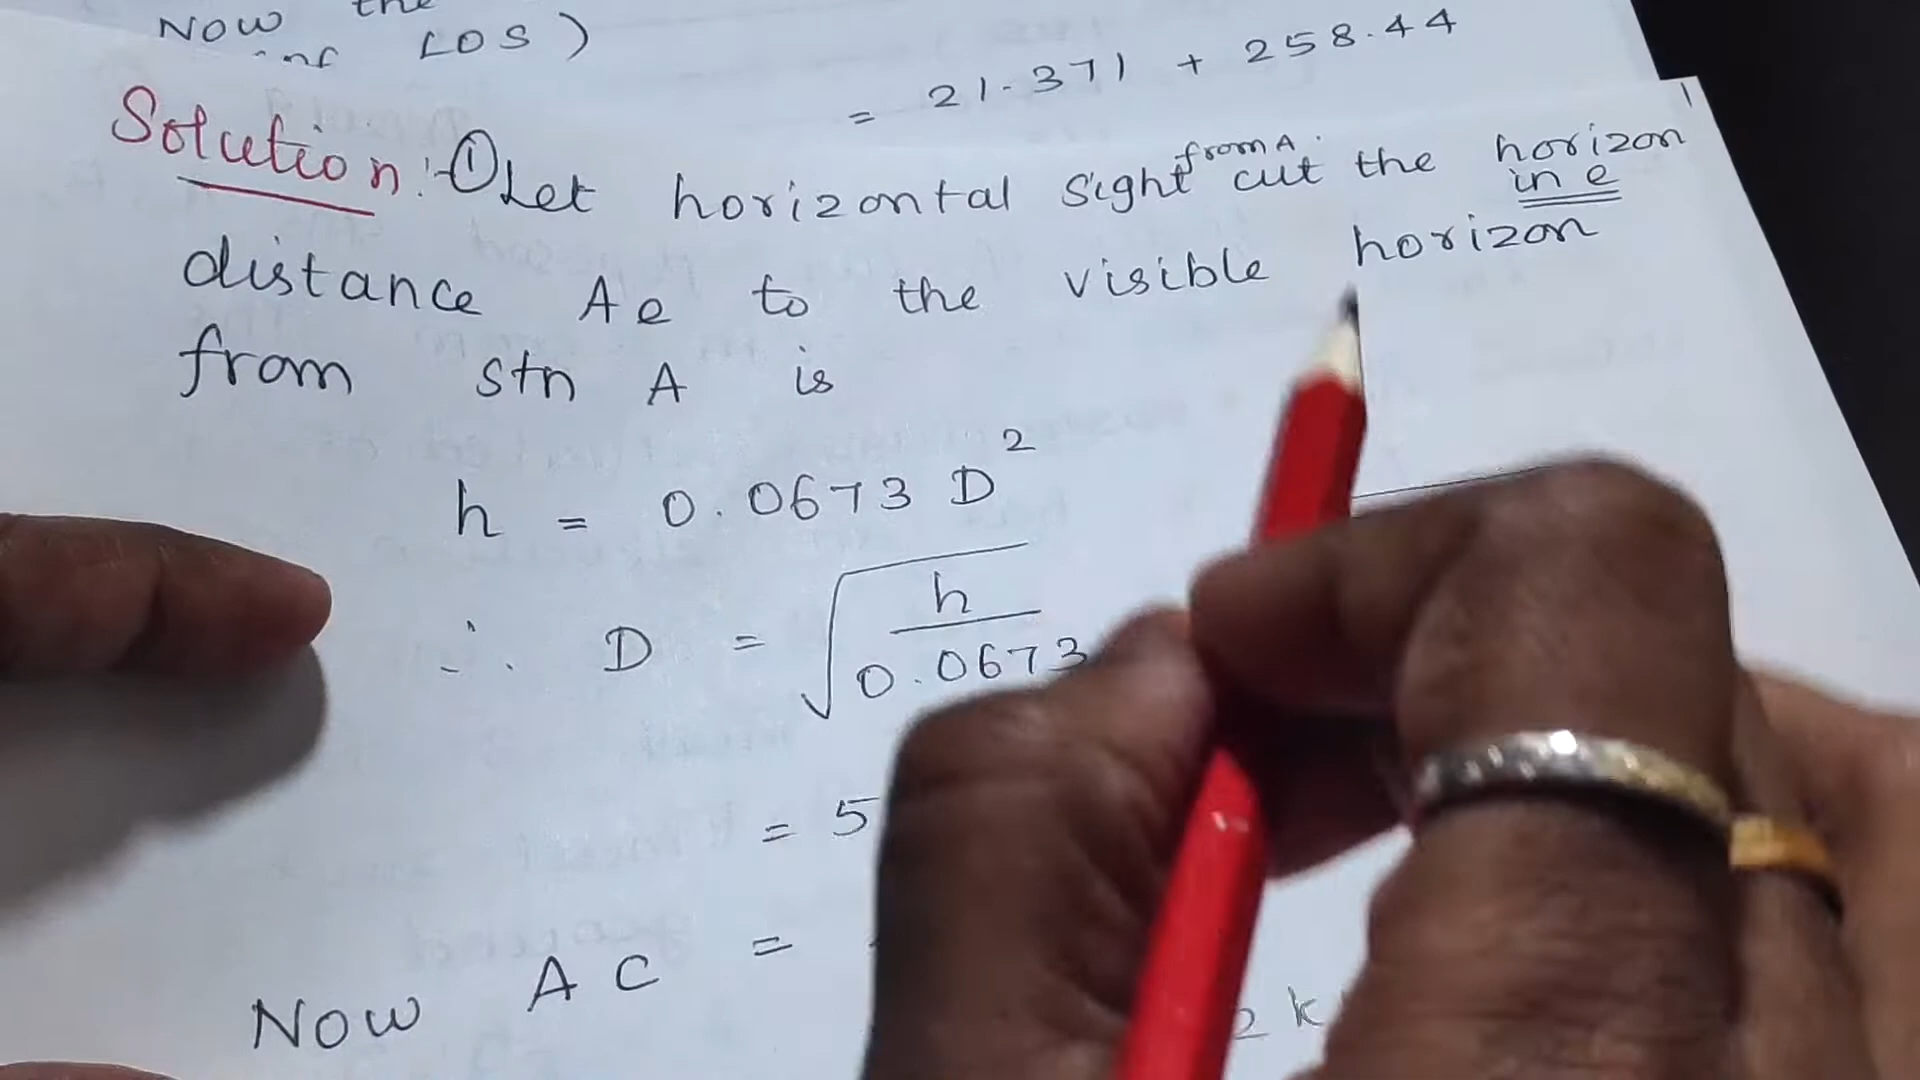 Now the
LOS)
= 21.371 + 258.44
Solution:- ① Let horizontal sight from A cut the horizon
in e
distance Ae to the visible horizon
from stn A is
h = 0.0673 D²
∴ D = √(h / 0.0673)
= 5
Now AC =